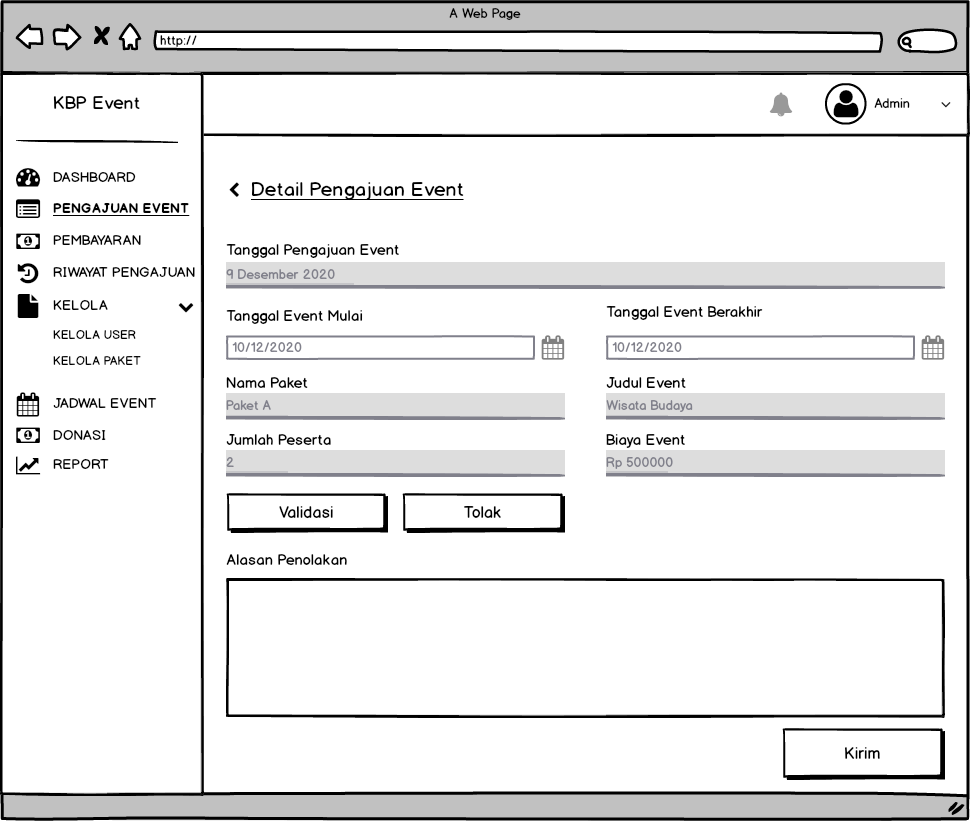 A Web Page
http://
KBP Event
Admin
DASHBOARD
PENGAJUAN EVENT
PEMBAYARAN
RIWAYAT PENGAJUAN
KELOLA
KELOLA USER
KELOLA PAKET
JADWAL EVENT
DONASI
REPORT
Detail Pengajuan Event
Tanggal Pengajuan Event
9 Desember 2020
Tanggal Event Mulai
Tanggal Event Berakhir
10/12/2020
10/12/2020
Nama Paket
Judul Event
Paket A
Wisata Budaya
Jumlah Peserta
Biaya Event
2
Rp 500000
Validasi
Tolak
Alasan Penolakan
Kirim